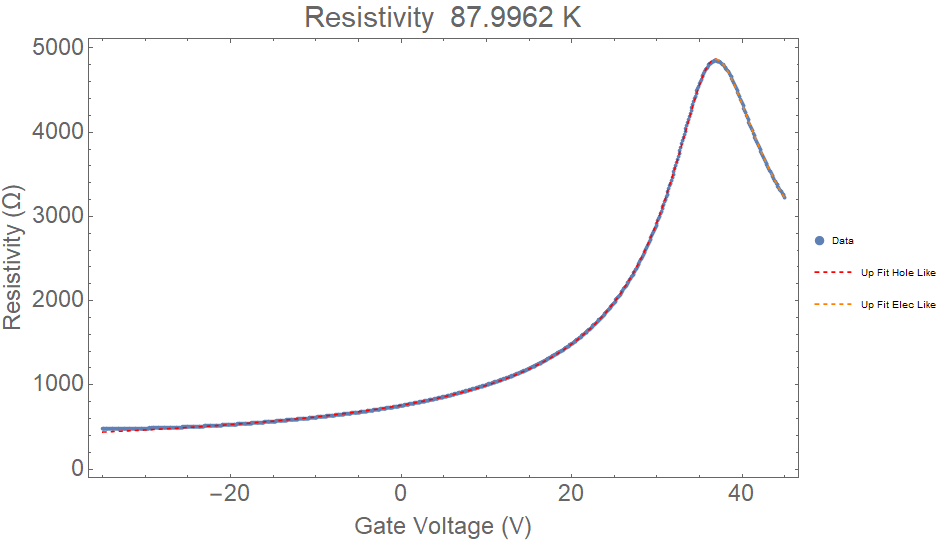 Resistivity 87.9962 K
5000
4000
3000
2000
1000
0
Resistivity (Ω)
−20
0
20
40
Gate Voltage (V)
Data
Up Fit Hole Like
Up Fit Elec Like